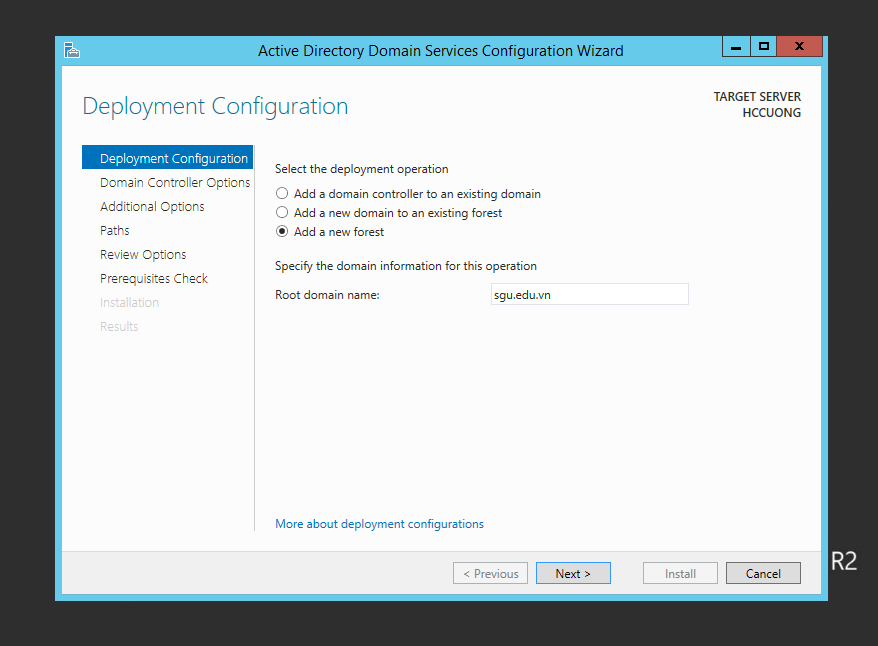 Active Directory Domain Services Configuration Wizard
Deployment Configuration
TARGET SERVER
HCCUONG
Deployment Configuration
Domain Controller Options
Additional Options
Paths
Review Options
Prerequisites Check
Installation
Results
Select the deployment operation
Add a domain controller to an existing domain
Add a new domain to an existing forest
Add a new forest
Specify the domain information for this operation
Root domain name: sgu.edu.vn
More about deployment configurations
< Previous Next > Install Cancel
R2